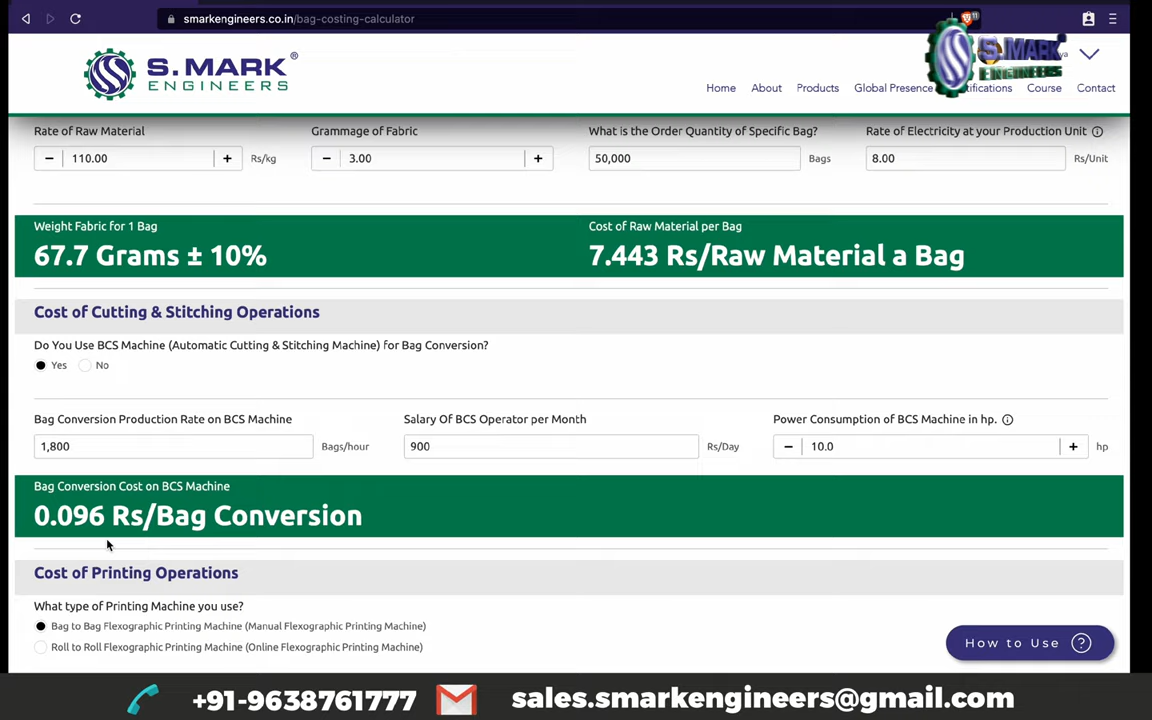 smarkengineers.co.in/bag-costing-calculator
11
S.MARK ®
ENGINEERS
S.MARK
ENGINEERS
Home About Products Global Presence Course Contact
Rate of Raw Material
Grammage of Fabric
What is the Order Quantity of Specific Bag?
Rate of Electricity at your Production Unit
− 110.00 + Rs/kg
− 3.00 +
50,000 Bags
8.00 Rs/Unit
Weight Fabric for 1 Bag
67.7 Grams ± 10%
Cost of Raw Material per Bag
7.443 Rs/Raw Material a Bag
Cost of Cutting & Stitching Operations
Do You Use BCS Machine (Automatic Cutting & Stitching Machine) for Bag Conversion?
Yes No
Bag Conversion Production Rate on BCS Machine
Salary Of BCS Operator per Month
Power Consumption of BCS Machine in hp.
1,800 Bags/hour
900 Rs/Day
− 10.0 + hp
Bag Conversion Cost on BCS Machine
0.096 Rs/Bag Conversion
Cost of Printing Operations
What type of Printing Machine you use?
Bag to Bag Flexographic Printing Machine (Manual Flexographic Printing Machine)
Roll to Roll Flexographic Printing Machine (Online Flexographic Printing Machine)
How to Use ?
+91-9638761777 sales.smarkengineers@gmail.com